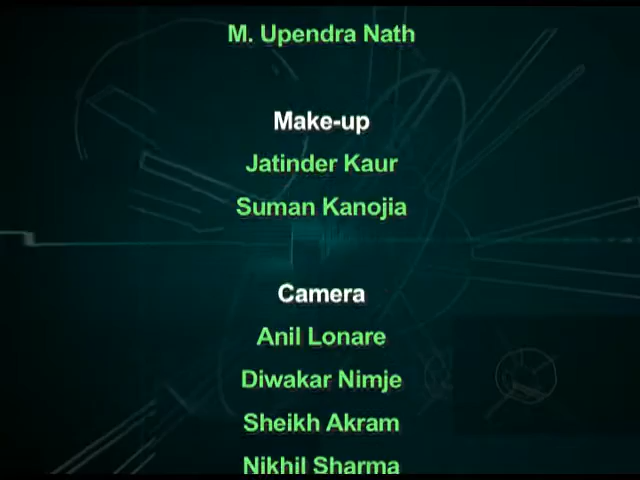 M. Upendra Nath
Make-up
Jatinder Kaur
Suman Kanojia
Camera
Anil Lonare
Diwakar Nimje
Sheikh Akram
Nikhil Sharma